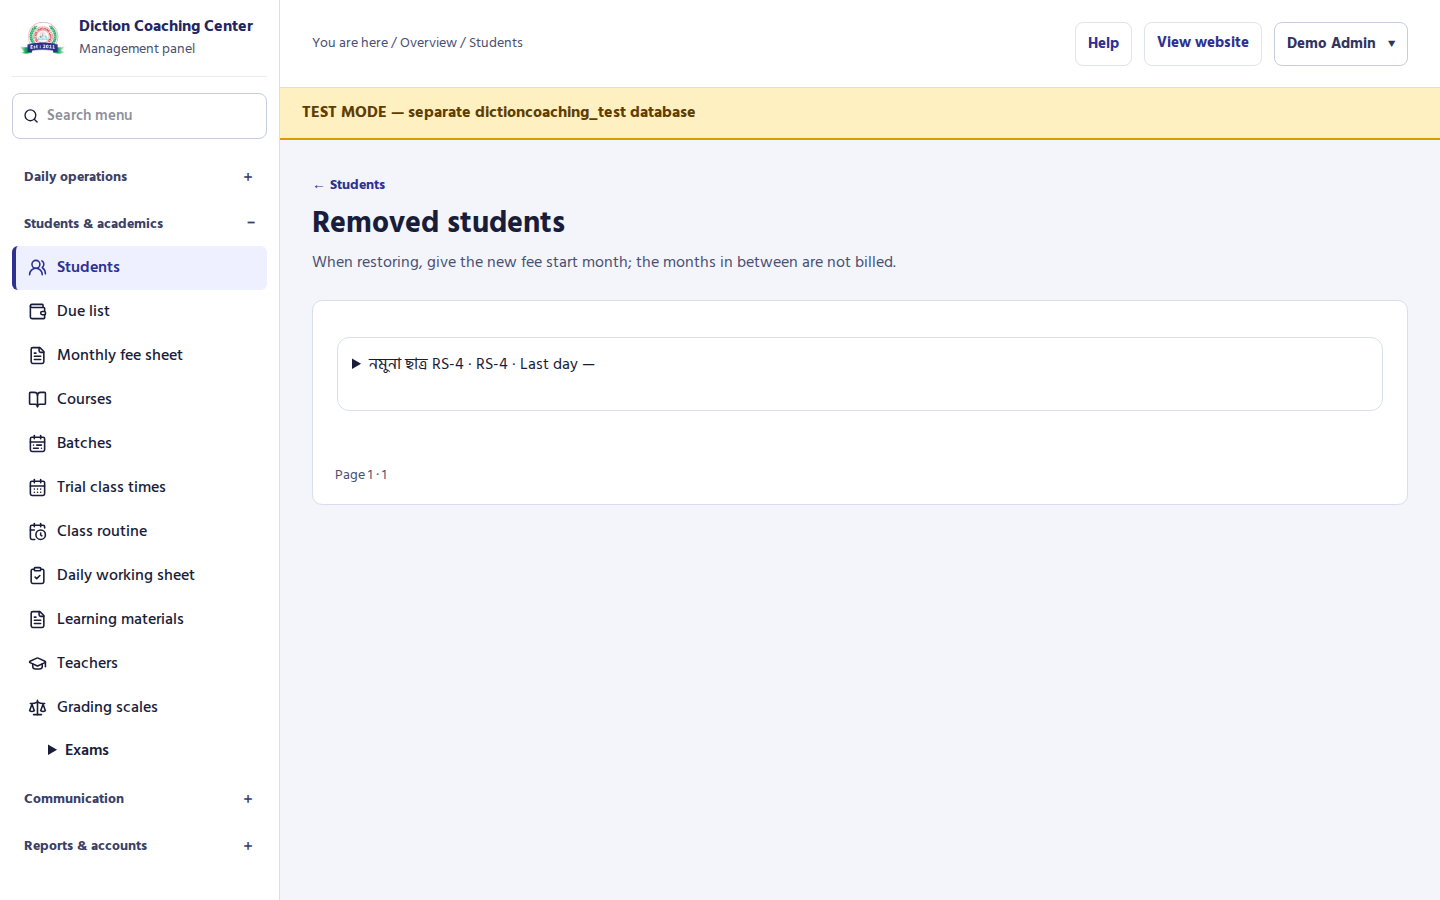 Diction Coaching Center
Management panel
Est : 2011
Search menu
Daily operations +
Students & academics −
Students
Due list
Monthly fee sheet
Courses
Batches
Trial class times
Class routine
Daily working sheet
Learning materials
Teachers
Grading scales
▶ Exams
Communication +
Reports & accounts +
You are here / Overview / Students
Help
View website
Demo Admin ▼
TEST MODE — separate dictioncoaching_test database
← Students
Removed students
When restoring, give the new fee start month; the months in between are not billed.
▶ নমুনা ছাত্র RS-4 · RS-4 · Last day —
Page 1 · 1